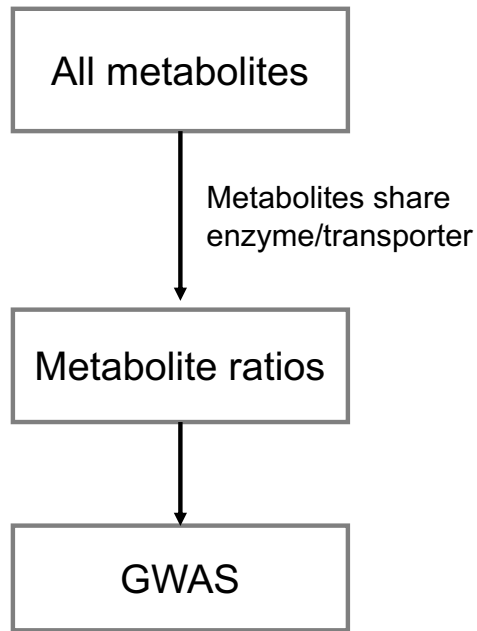 All metabolites
Metabolites share
enzyme/transporter
Metabolite ratios
GWAS